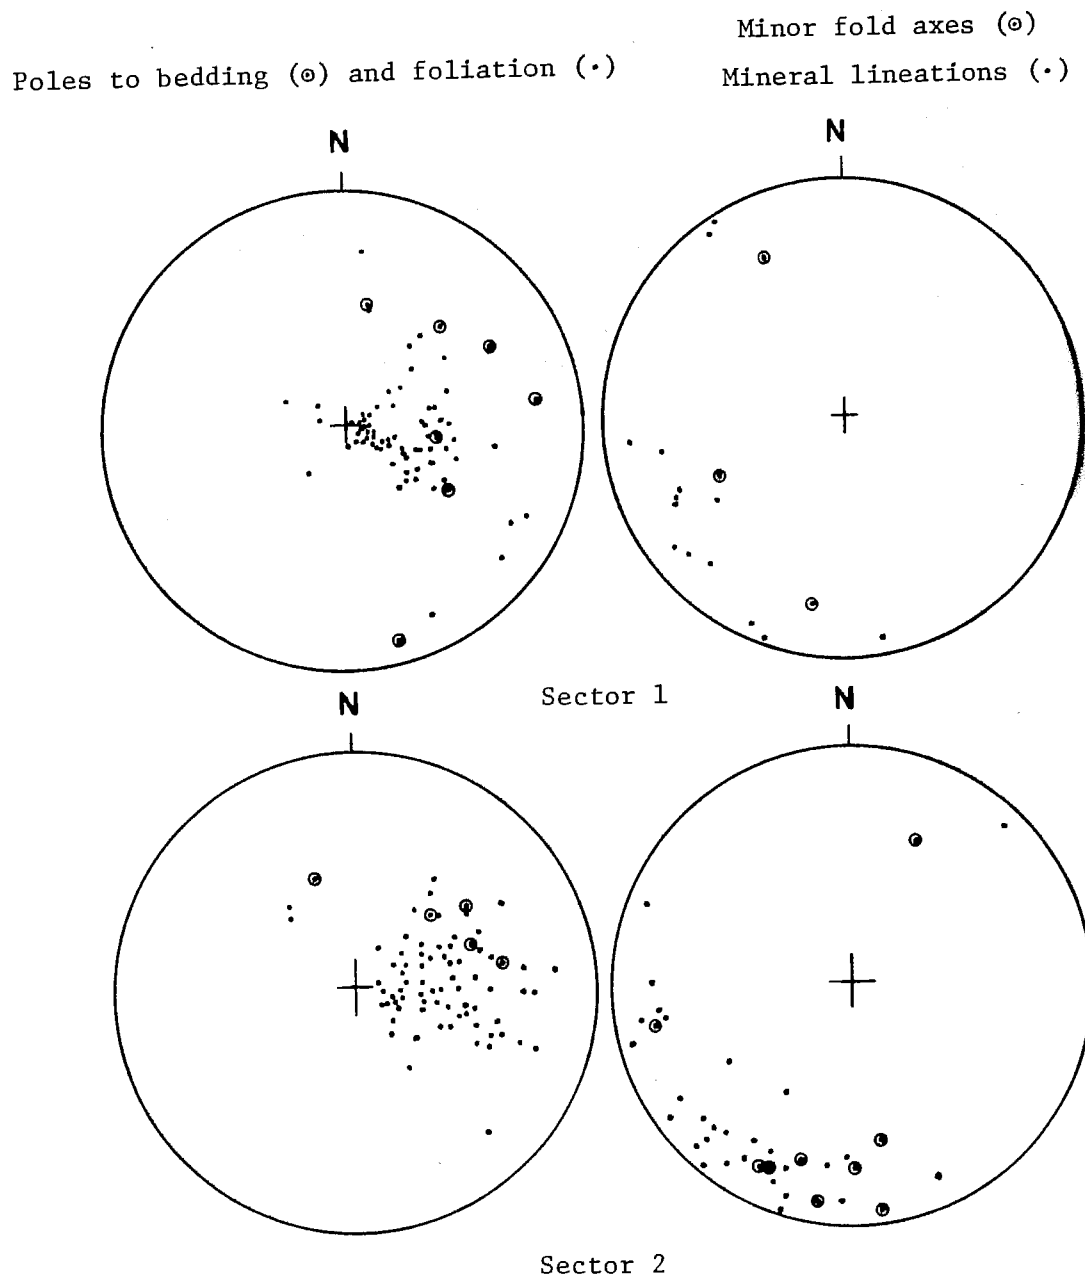 Minor fold axes (⊙)
Poles to bedding (⊙) and foliation (·)
Mineral lineations (·)
N
N
Sector 1
N
N
Sector 2